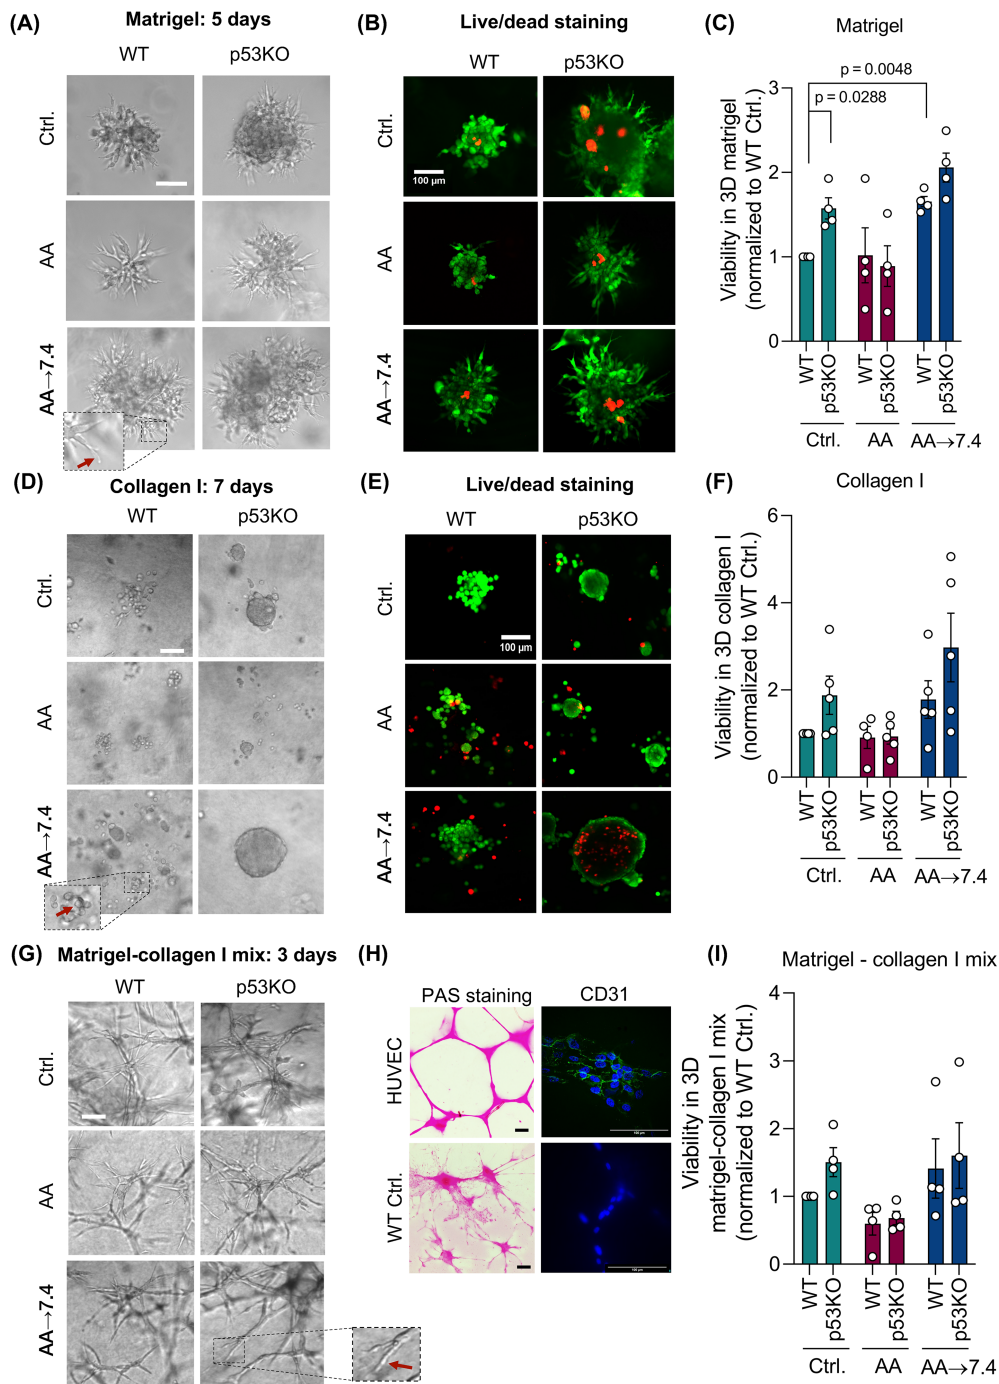 (A)
Matrigel: 5 days
WT
p53KO
Ctrl.
AA
AA→7.4
(B)
Live/dead staining
WT
p53KO
Ctrl.
100 µm
AA
AA→7.4
(C)
Matrigel
p = 0.0048
p = 0.0288
Viability in 3D matrigel
(normalized to WT Ctrl.)
3
2
1
0
WT
p53KO
WT
p53KO
WT
p53KO
Ctrl.
AA
AA→7.4
(D)
Collagen I: 7 days
WT
p53KO
Ctrl
AA
AA→7.4
(E)
Live/dead staining
WT
p53KO
Ctrl.
100 µm
AA
AA→7.4
(F)
Collagen I
Viability in 3D collagen I
(normalized to WT Ctrl.)
6
4
2
0
WT
p53KO
WT
p53KO
WT
p53KO
Ctrl.
AA
AA→7.4
(G)
Matrigel-collagen I mix: 3 days
WT
p53KO
Ctrl.
AA
AA→7.4
(H)
PAS staining
CD31
HUVEC
100 µm
WT Ctrl.
100 µm
(I)
Matrigel - collagen I mix
Viability in 3D
matrigel-collagen I mix
(normalized to WT Ctrl.)
4
3
2
1
0
WT
p53KO
WT
p53KO
WT
p53KO
Ctrl.
AA
AA→7.4